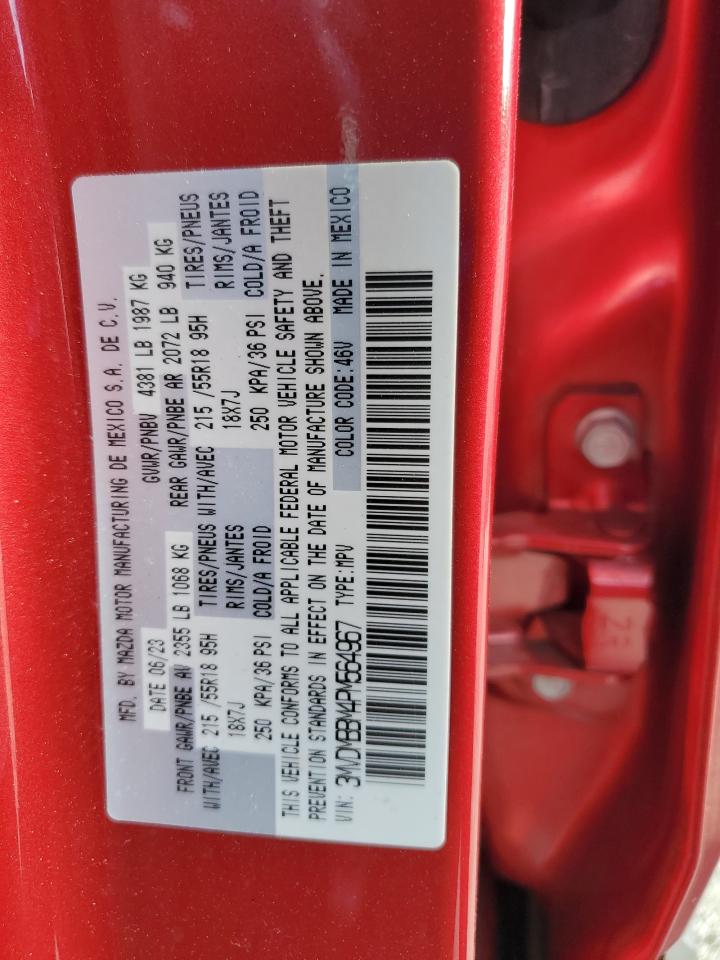 MFD. BY MAZDA MOTOR MANUFACTURING DE MEXICO S.A. DE C.V.
DATE 06/23 GVWR/PNBV 4381 LB 1987 KG
FRONT GAWR/PNBE AV 2355 LB 1068 KG REAR GAWR/PNBE AR 2072 LB 940 KG
WITH/AVEC 215 /55R18 95H TIRES/PNEUS WITH/AVEC 215 /55R18 95H TIRES/PNEUS
18X7J RIMS/JANTES 18X7J RIMS/JANTES
250 KPA/36 PSI COLD/A FROID 250 KPA/36 PSI COLD/A FROID
THIS VEHICLE CONFORMS TO ALL APPLICABLE FEDERAL MOTOR VEHICLE SAFETY AND THEFT
PREVENTION STANDARDS IN EFFECT ON THE DATE OF MANUFACTURE SHOWN ABOVE.
VIN: 3MVDMBBM4PM564967 TYPE:MPV COLOR CODE:46V MADE IN MEXICO